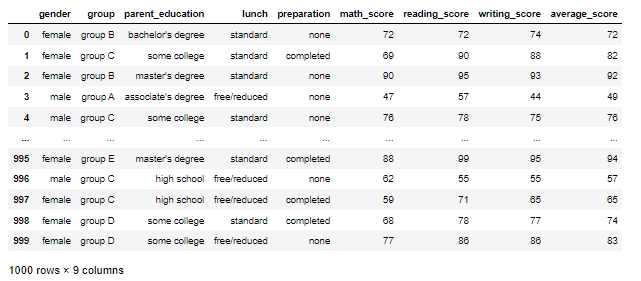 gender group parent_education lunch preparation math_score reading_score writing_score average_score
0 female group B bachelor's degree standard none 72 72 74 72
1 female group C some college standard completed 69 90 88 82
2 female group B master's degree standard none 90 95 93 92
3 male group A associate's degree free/reduced none 47 57 44 49
4 male group C some college standard none 76 78 75 76
... ... ... ... ... ... ... ... ... ...
995 female group E master's degree standard completed 88 99 95 94
996 male group C high school free/reduced none 62 55 55 57
997 female group C high school free/reduced completed 59 71 65 65
998 female group D some college standard completed 68 78 77 74
999 female group D some college free/reduced none 77 86 86 83
1000 rows × 9 columns